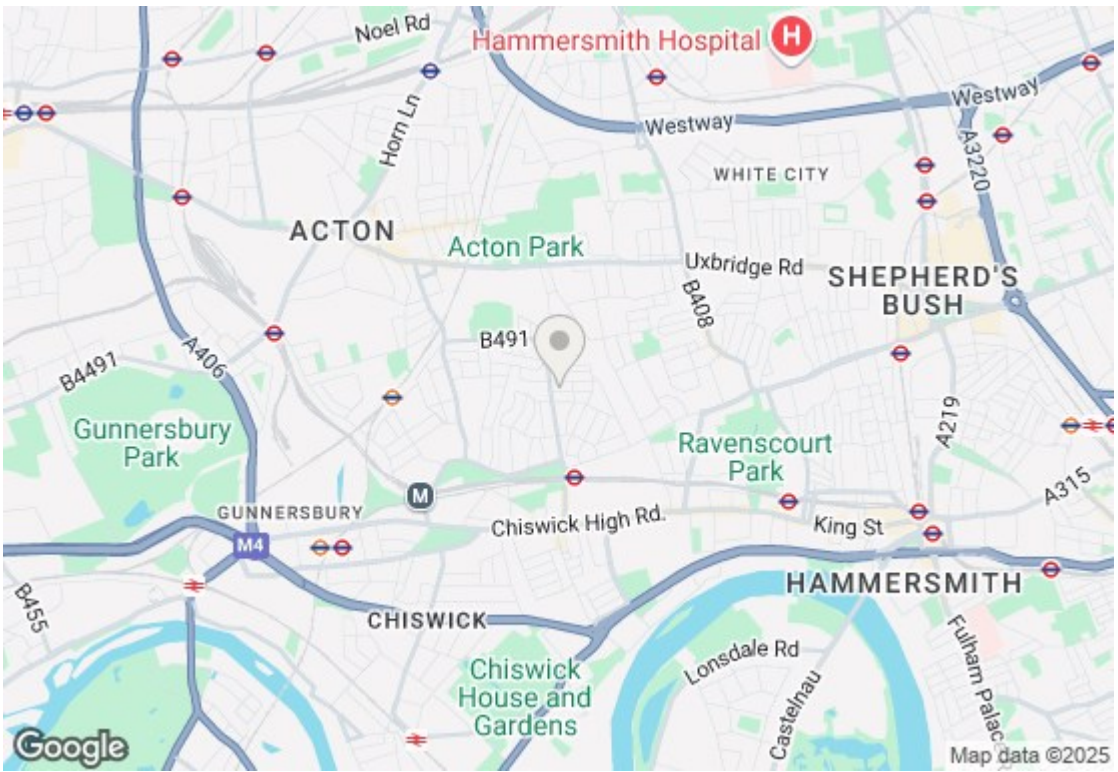 Noel Rd
Hammersmith Hospital
H
Horn Ln
Westway
Westway
A3220
WHITE CITY
ACTON
Acton Park
Uxbridge Rd
SHEPHERD'S
BUSH
B408
B491
A406
B4491
Gunnersbury
Park
Ravenscourt
Park
A219
A315
M
GUNNERSBURY
Chiswick High Rd.
King St
M4
HAMMERSMITH
B455
CHISWICK
Lonsdale Rd
Fulham Palac
Chiswick
House and
Gardens
Castelnau
Google
Map data ©2025